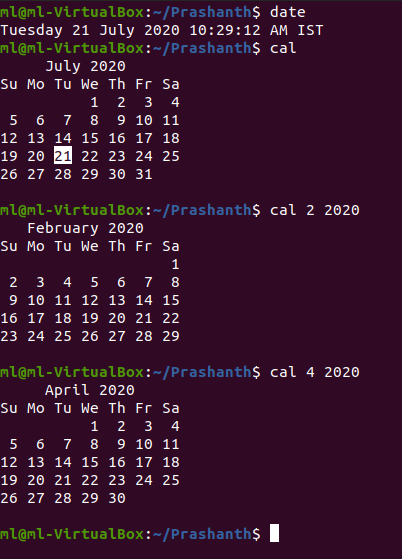 ml@ml-VirtualBox:~/Prashanth$ date
Tuesday 21 July 2020 10:29:12 AM IST
ml@ml-VirtualBox:~/Prashanth$ cal
     July 2020
Su Mo Tu We Th Fr Sa
          1  2  3  4
 5  6  7  8  9 10 11
12 13 14 15 16 17 18
19 20 21 22 23 24 25
26 27 28 29 30 31
ml@ml-VirtualBox:~/Prashanth$ cal 2 2020
   February 2020
Su Mo Tu We Th Fr Sa
                   1
 2  3  4  5  6  7  8
 9 10 11 12 13 14 15
16 17 18 19 20 21 22
23 24 25 26 27 28 29
ml@ml-VirtualBox:~/Prashanth$ cal 4 2020
     April 2020
Su Mo Tu We Th Fr Sa
          1  2  3  4
 5  6  7  8  9 10 11
12 13 14 15 16 17 18
19 20 21 22 23 24 25
26 27 28 29 30
ml@ml-VirtualBox:~/Prashanth$